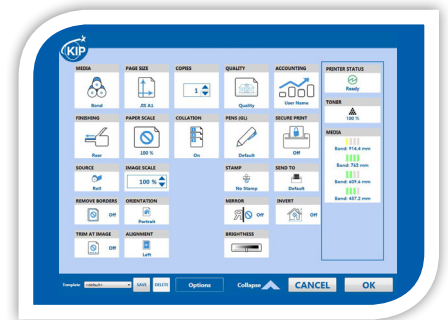 KIP
MEDIA
PAGE SIZE
COPIES
QUALITY
ACCOUNTING
PRINTER STATUS
Ready
1
Bond
JIS A1
Quality
User Name
TONER
100 %
FINISHING
PAPER SCALE
COLLATION
PENS (GL)
SECURE PRINT
MEDIA
Bond: 914.4 mm
Rear
100 %
On
Default
Off
Bond: 762 mm
SOURCE
IMAGE SCALE
STAMP
SEND TO
Bond: 609.6 mm
Roll
100 %
No Stamp
Default
Bond: 457.2 mm
REMOVE BORDERS
ORIENTATION
MIRROR
INVERT
Off
Portrait
Off
Off
TRIM AT IMAGE
ALIGNMENT
BRIGHTNESS
Off
Left
Template
<default>
SAVE
DELETE
Options
Collapse
CANCEL
OK